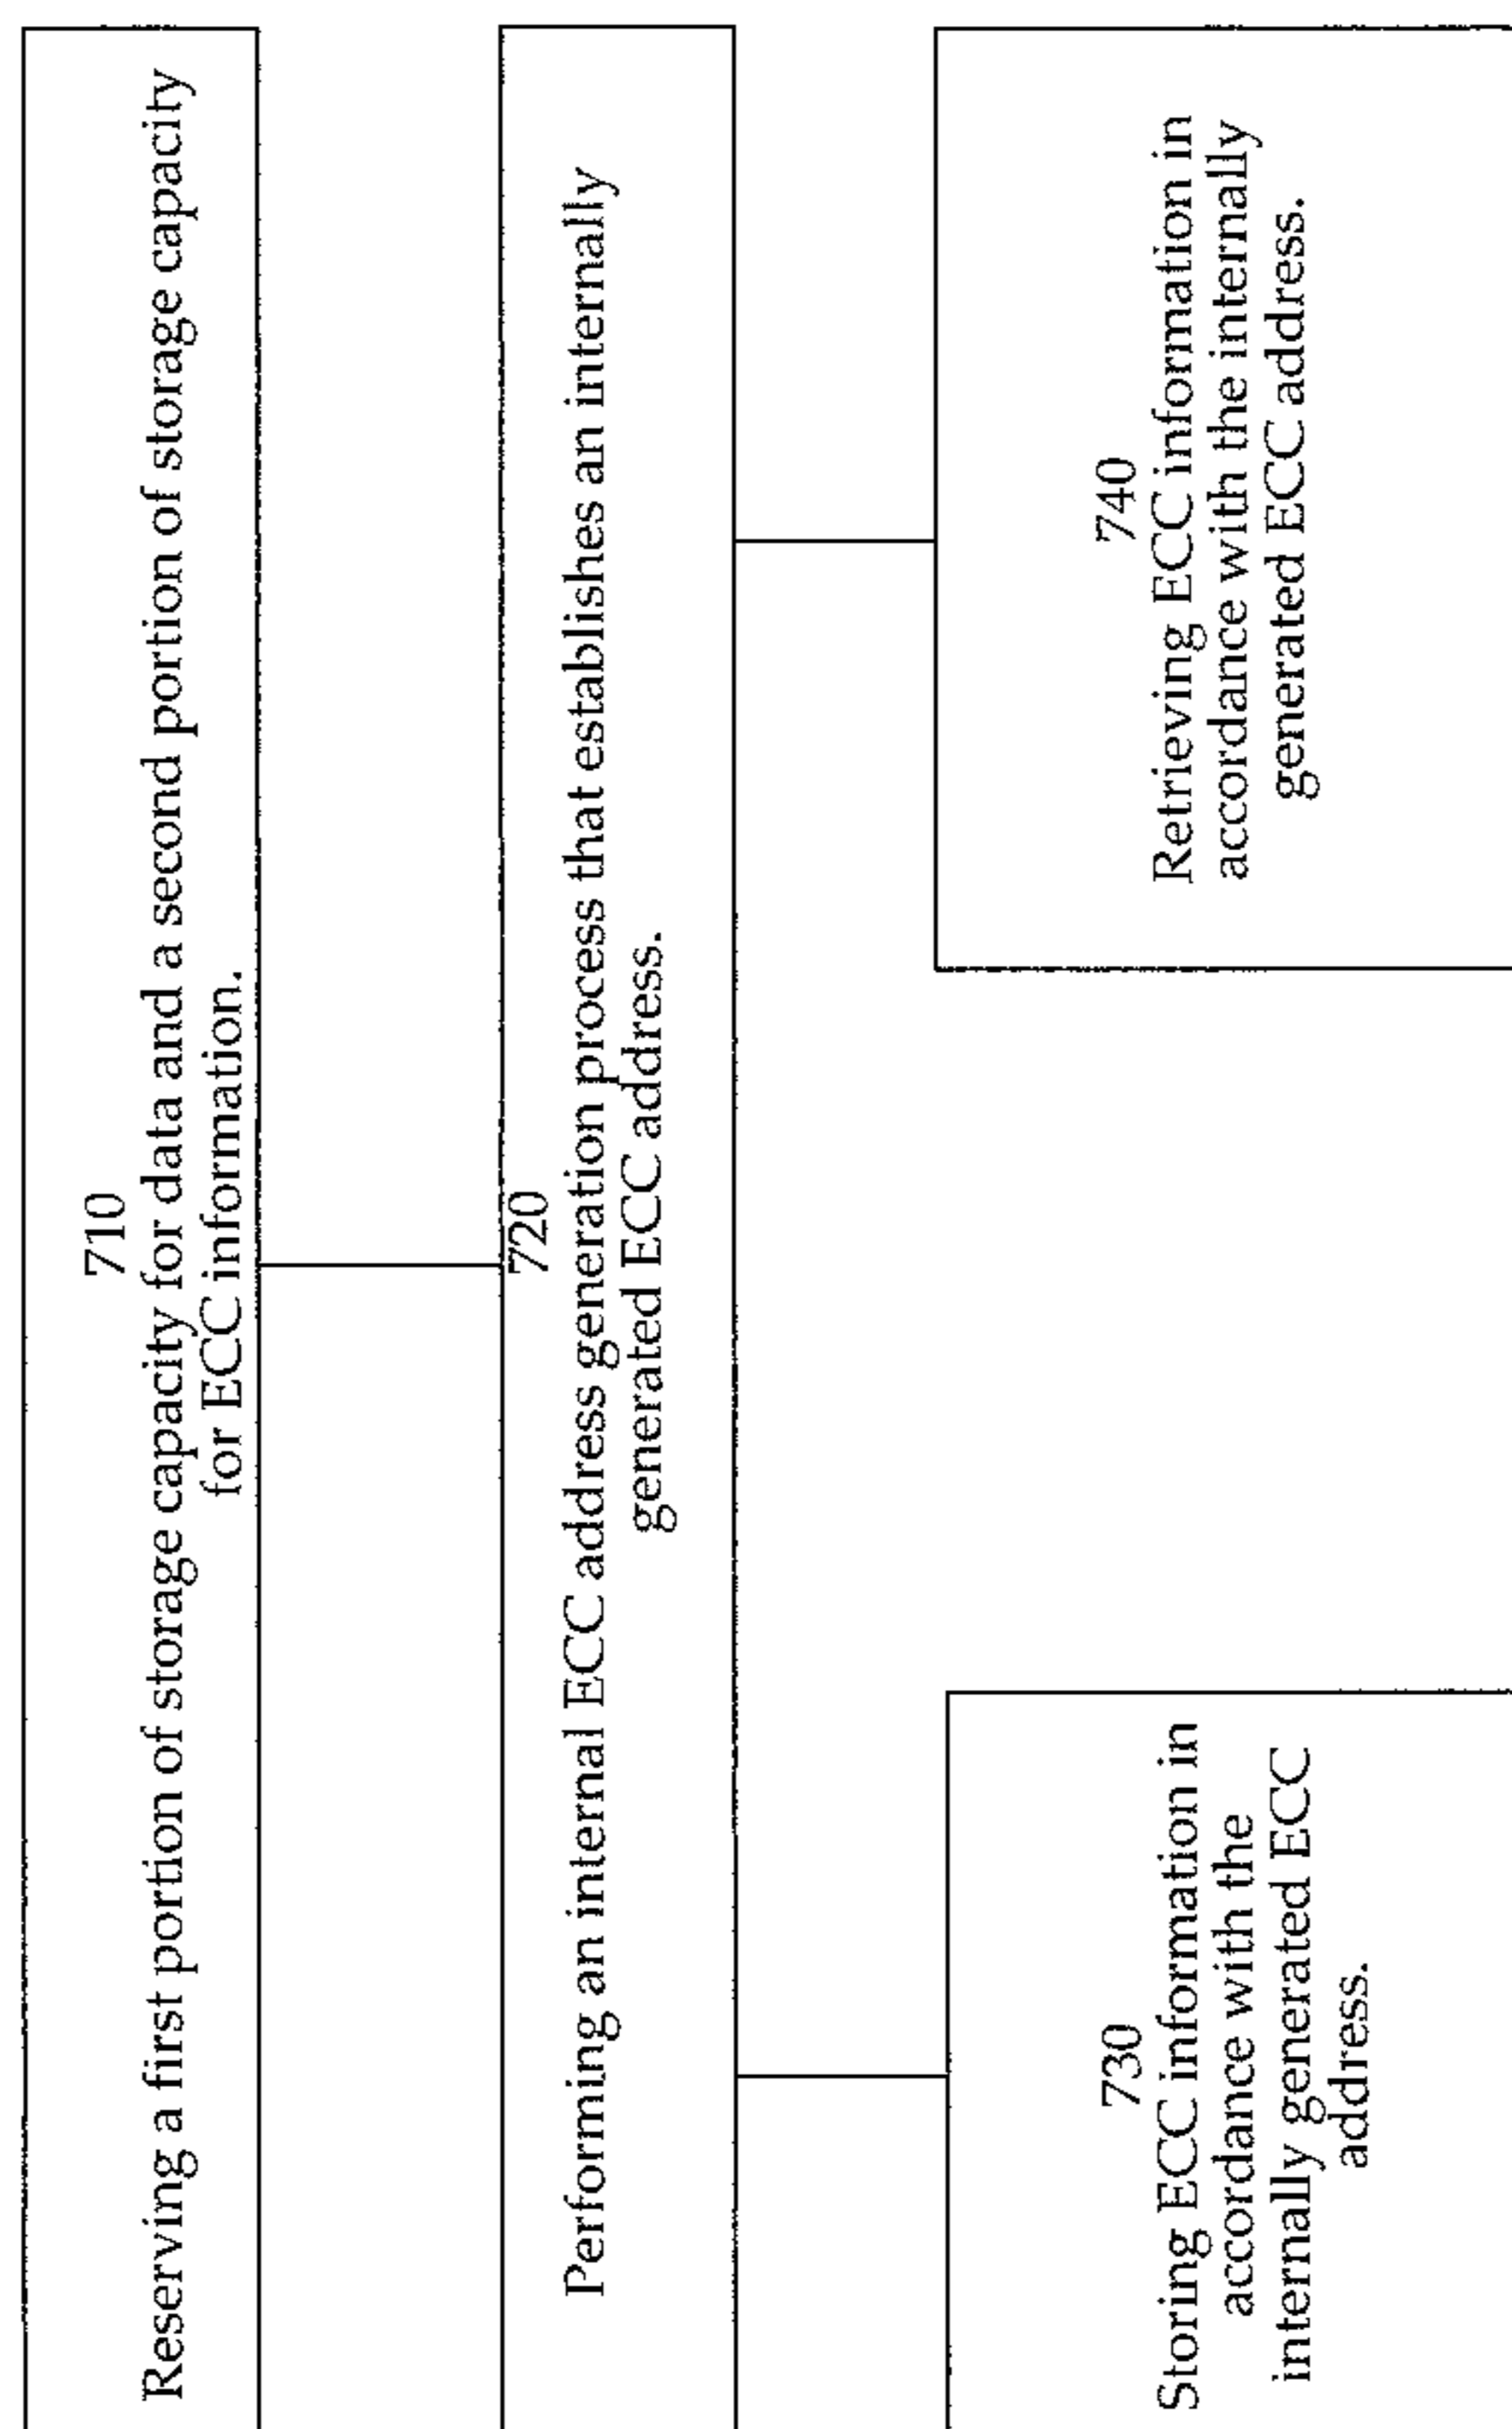 710
Reserving a first portion of storage capacity for data and a second portion of storage capacity
for ECC information.
720
Performing an internal ECC address generation process that establishes an internally
generated ECC address.
730
Storing ECC information in
accordance with the
internally generated ECC
address.
740
Retrieving ECC information in
accordance with the internally
generated ECC address.